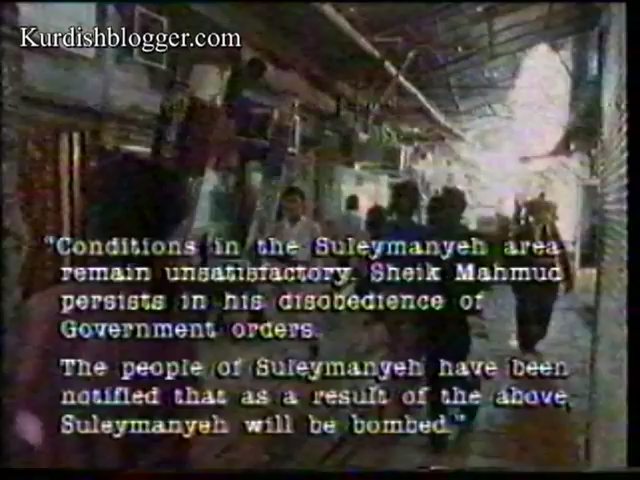 Kurdishblogger.com
"Conditions in the Suleymanyeh area
remain unsatisfactory. Sheik Mahmud
persists in his disobedience of
Government orders.
The people of Suleymanyeh have been
notified that as a result of the above,
Suleymanyeh will be bombed."